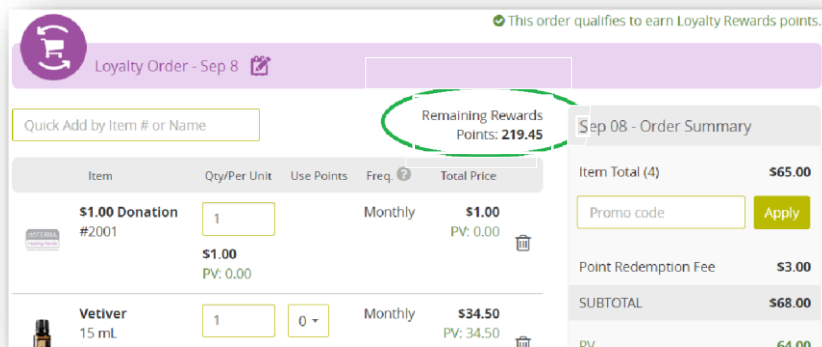 This order qualifies to earn Loyalty Rewards points.
Loyalty Order - Sep 8
Quick Add by Item # or Name
Remaining Rewards
Points: 219.45
Sep 08 - Order Summary
Item Qty/Per Unit Use Points Freq. ? Total Price
Item Total (4) $65.00
$1.00 Donation 1 Monthly $1.00
#2001 PV: 0.00
Promo code Apply
$1.00
PV: 0.00
Point Redemption Fee $3.00
SUBTOTAL $68.00
Vetiver 1 0 Monthly $34.50
15 mL PV: 34.50
PV 64.00